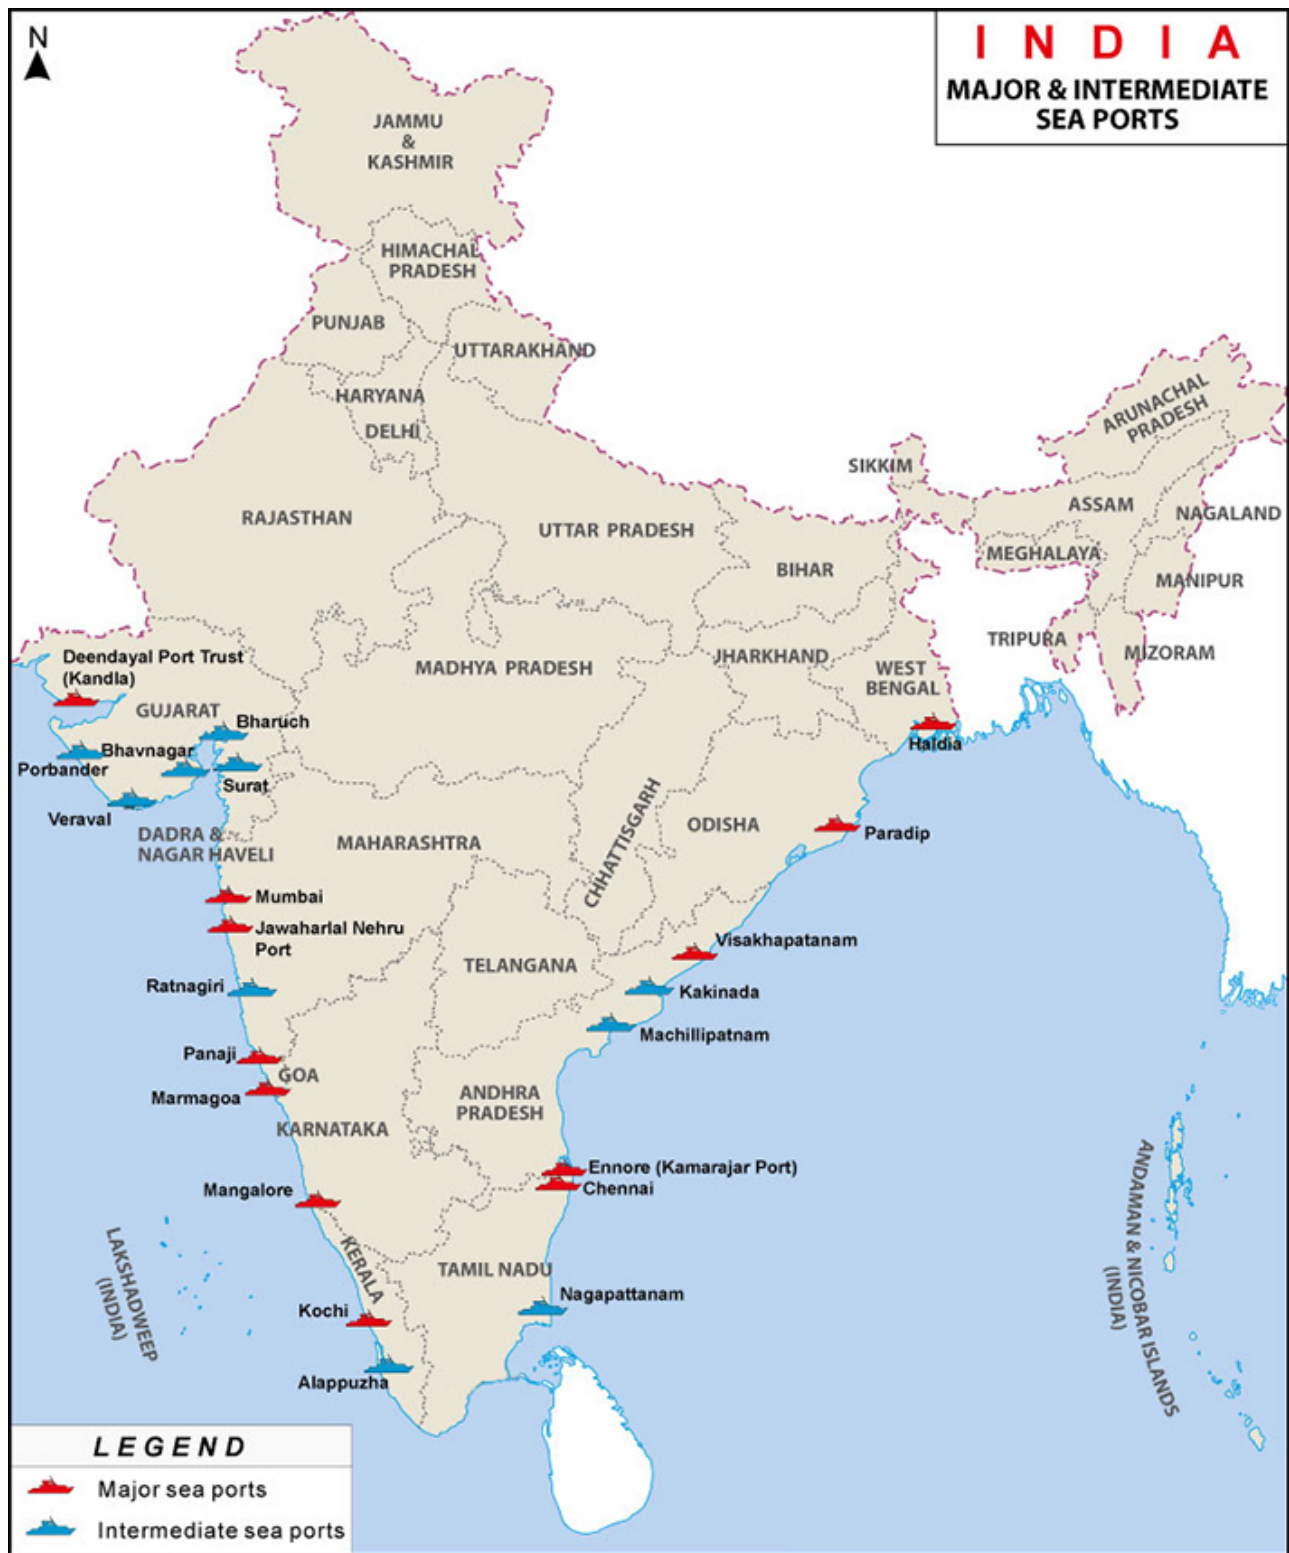 N
I N D I A
MAJOR & INTERMEDIATE
SEA PORTS
JAMMU
&
KASHMIR
HIMACHAL
PRADESH
PUNJAB
UTTARAKHAND
HARYANA
DELHI
ARUNACHAL
PRADESH
SIKKIM
ASSAM
NAGALAND
RAJASTHAN
UTTAR PRADESH
BIHAR
MEGHALAYA
MANIPUR
TRIPURA
MIZORAM
Deendayal Port Trust
(Kandla)
MADHYA PRADESH
JHARKHAND
WEST
BENGAL
GUJARAT
Bharuch
Bhavnagar
Porbander
Surat
Veraval
Haldia
DADRA &
NAGAR HAVELI
MAHARASHTRA
CHHATTISGARH
ODISHA
Paradip
Mumbai
Jawaharlal Nehru
Port
Visakhapatanam
TELANGANA
Ratnagiri
Kakinada
Machillipatnam
Panaji
GOA
Marmagoa
ANDHRA
PRADESH
KARNATAKA
Ennore (Kamarajar Port)
Chennai
Mangalore
LAKSHADWEEP
(INDIA)
KERALA
TAMIL NADU
Nagapattanam
ANDAMAN & NICOBAR ISLANDS
(INDIA)
Kochi
Alappuzha
LEGEND
Major sea ports
Intermediate sea ports